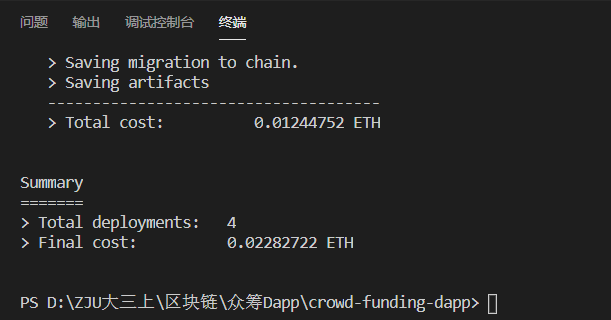 问题 输出 调试控制台 终端
> Saving migration to chain.
> Saving artifacts
-------------------------------------
> Total cost: 0.01244752 ETH
Summary
=======
> Total deployments: 4
> Final cost: 0.02282722 ETH
PS D:\ZJU大三上\区块链\众筹Dapp\crowd-funding-dapp>